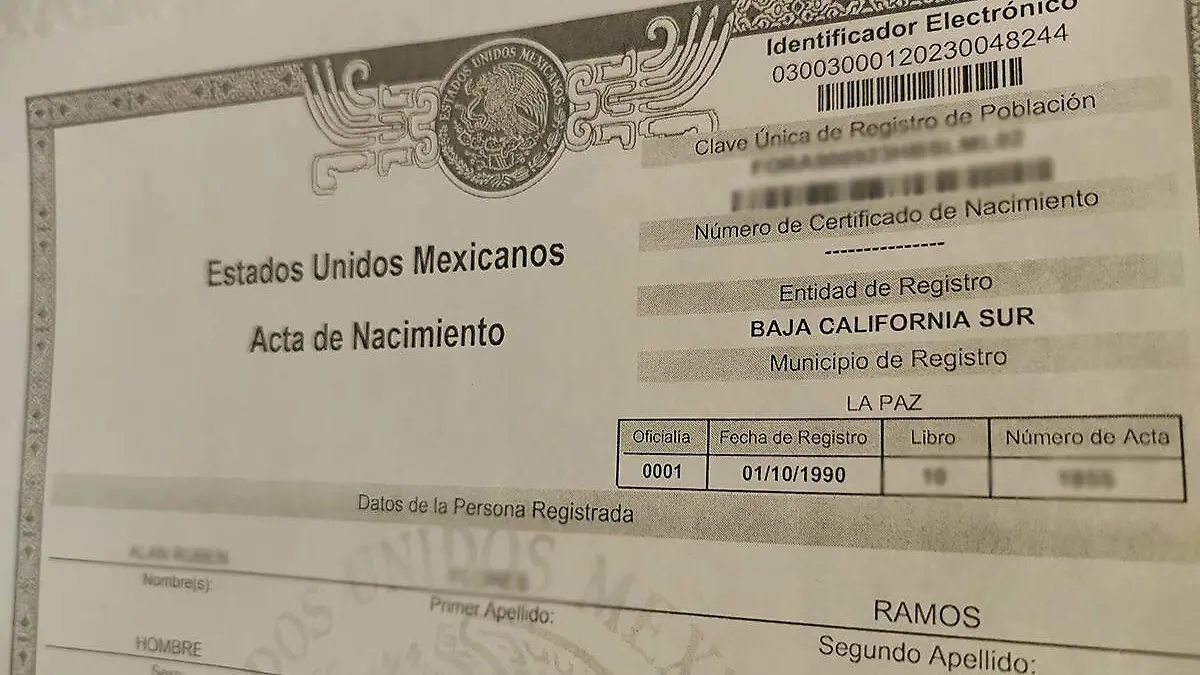 ESTADOS UNIDOS MEXICANOS
Identificador Electrónico
03003000120230048244
Clave Única de Registro de Población
Número de Certificado de Nacimiento
---------------
Estados Unidos Mexicanos
Acta de Nacimiento
Entidad de Registro
BAJA CALIFORNIA SUR
Municipio de Registro
LA PAZ
Oficialia Fecha de Registro Libro Número de Acta
0001 01/10/1990
Datos de la Persona Registrada
RAMOS
Nombre(s): Primer Apellido: Segundo Apellido:
HOMBRE